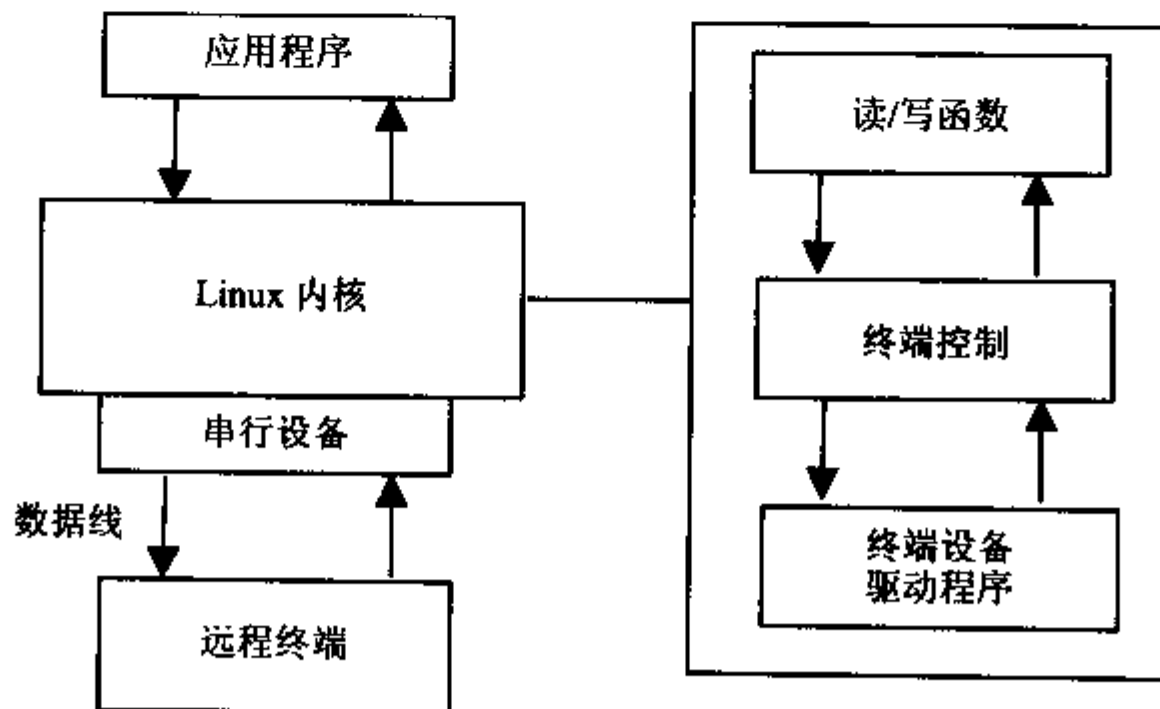 应用程序
Linux 内核
串行设备
数据线
远程终端
读/写函数
终端控制
终端设备
驱动程序